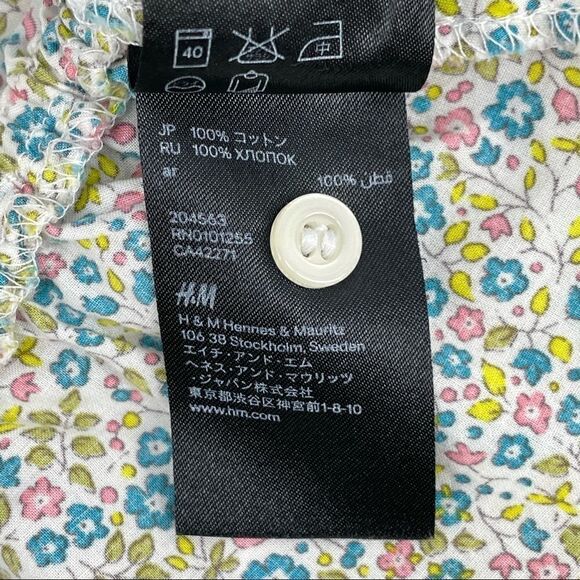 40
中
JP 100% コットン
RU 100% ХЛОПОК
ar 100% قطن
204563
RN0101255
CA42271
H&M
H & M Hennes & Mauritz
106 38 Stockholm, Sweden
エイチ・アンド・エム
ヘネス・アンド・マウリッツ
・ジャパン株式会社
東京都渋谷区神宮前1-8-10
www.hm.com